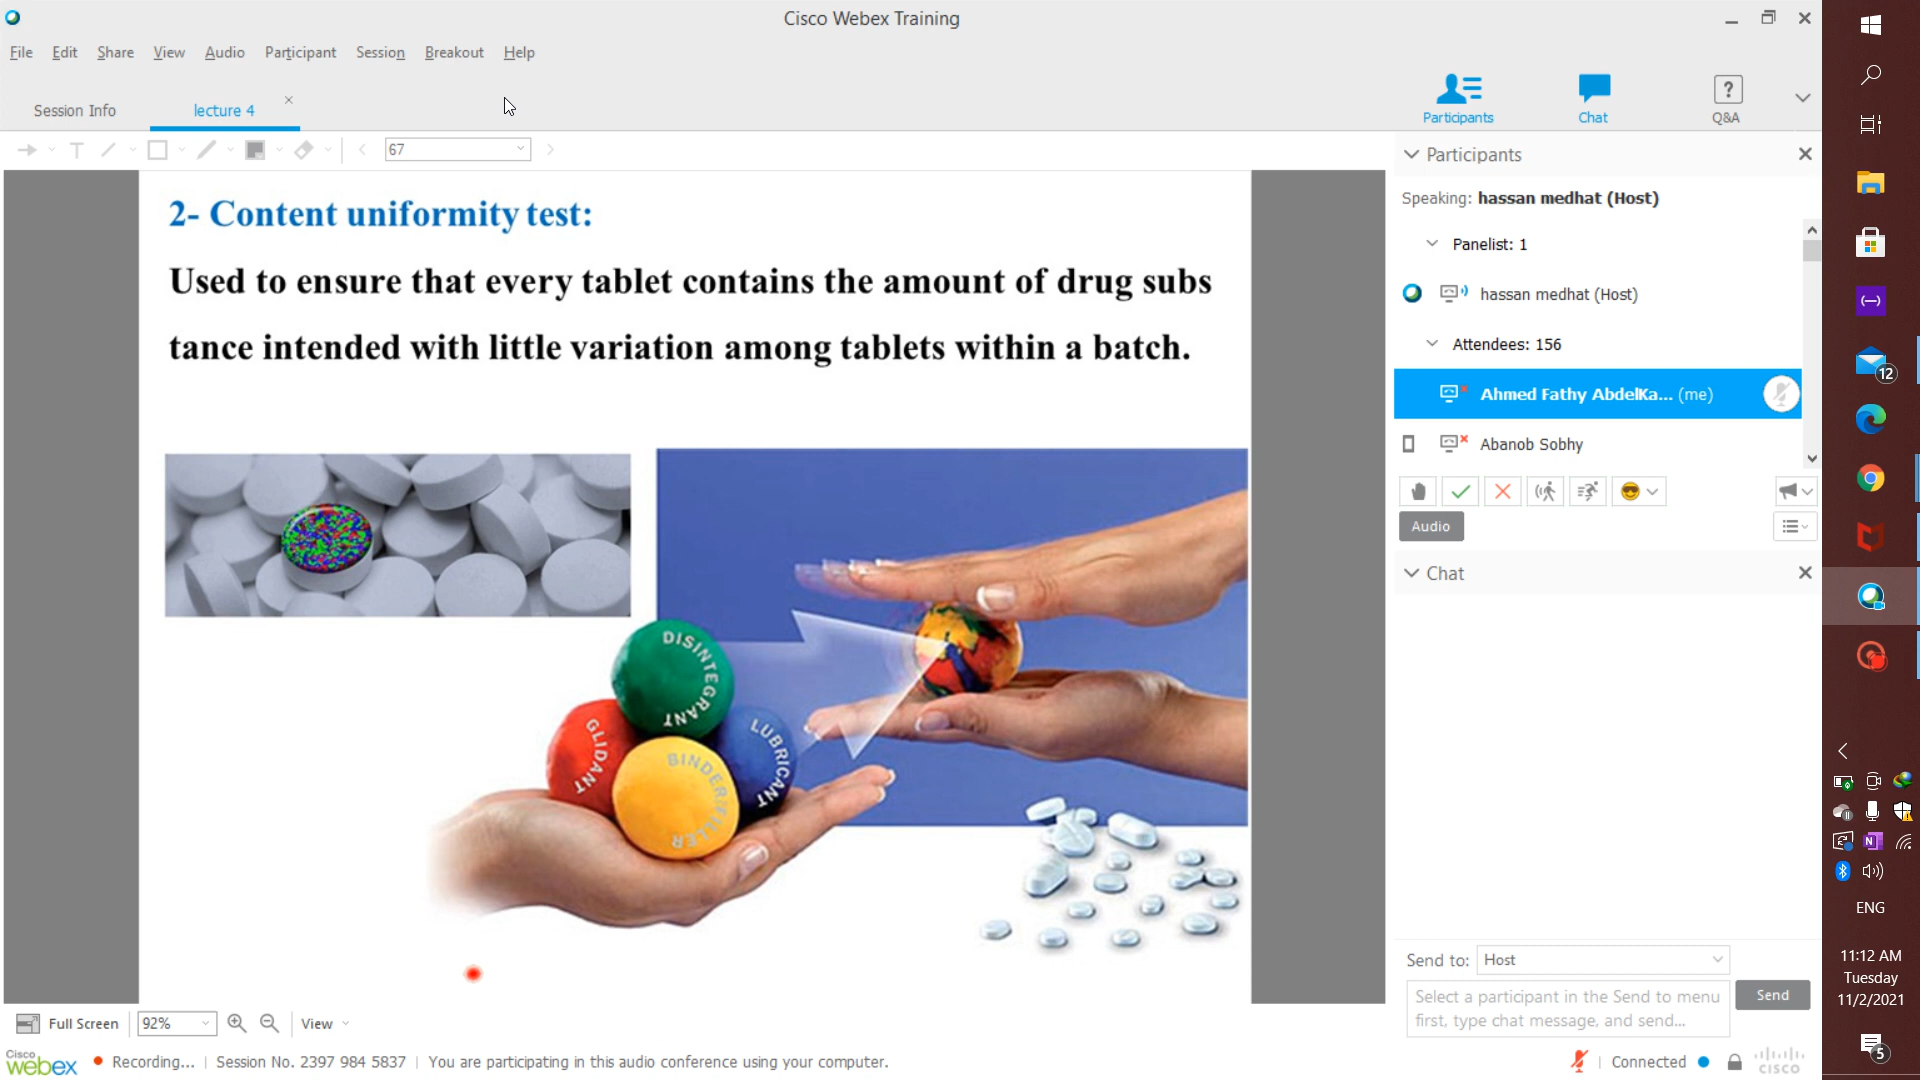 Cisco Webex Training
File Edit Share View Audio Participant Session Breakout Help
Participants
Chat
Q&A
Session Info
lecture 4
67
2- Content uniformity test:
Used to ensure that every tablet contains the amount of drug subs
tance intended with little variation among tablets within a batch.
DISINTEGRANT
GLIDANT
LUBRICANT
BINDER/FILLER
Participants
Speaking: hassan medhat (Host)
Panelist: 1
hassan medhat (Host)
Attendees: 156
Ahmed Fathy AbdelKa... (me)
Abanob Sobhy
Audio
Chat
Send to: Host
Select a participant in the Send to menu
first, type chat message, and send...
Send
Full Screen 92% View
Cisco
webex
Recording... | Session No. 2397 984 5837 | You are participating in this audio conference using your computer.
Connected
cisco
12
ENG
11:12 AM
Tuesday
11/2/2021
5